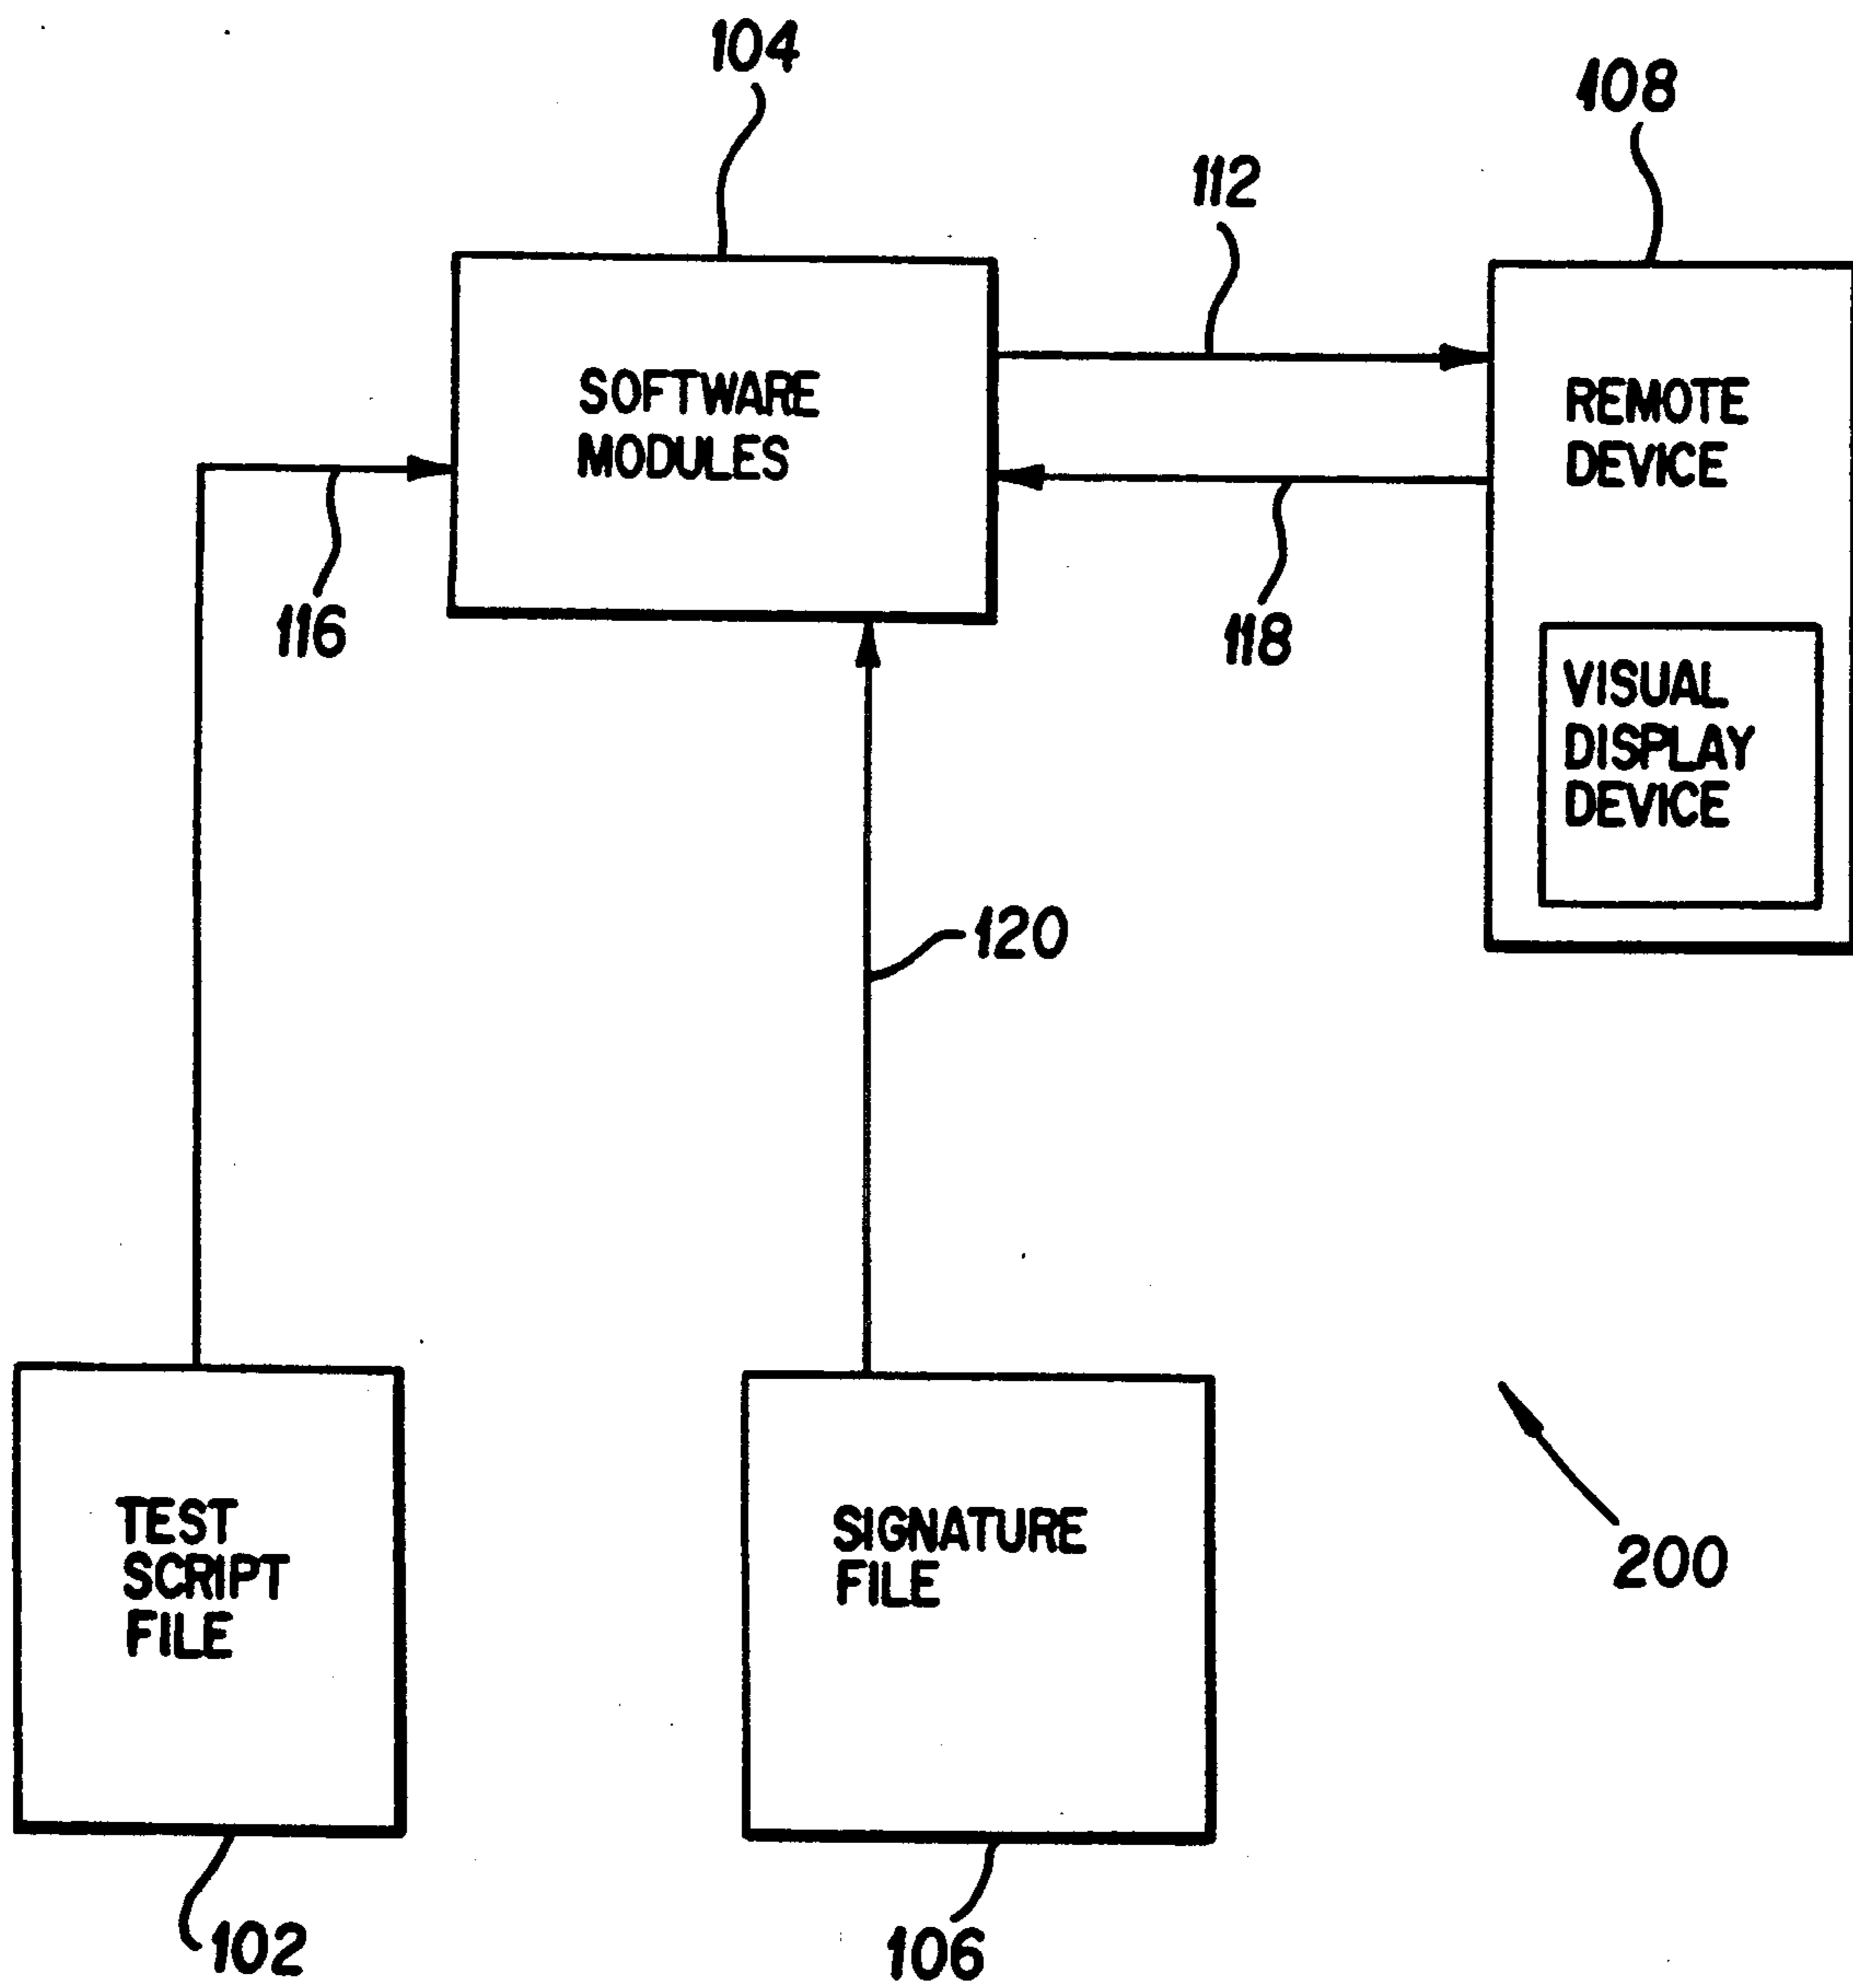 104
108
112
SOFTWARE
MODULES
REMOTE
DEVICE
116
118
VISUAL
DISPLAY
DEVICE
120
TEST
SCRIPT
FILE
SIGNATURE
FILE
200
102
106